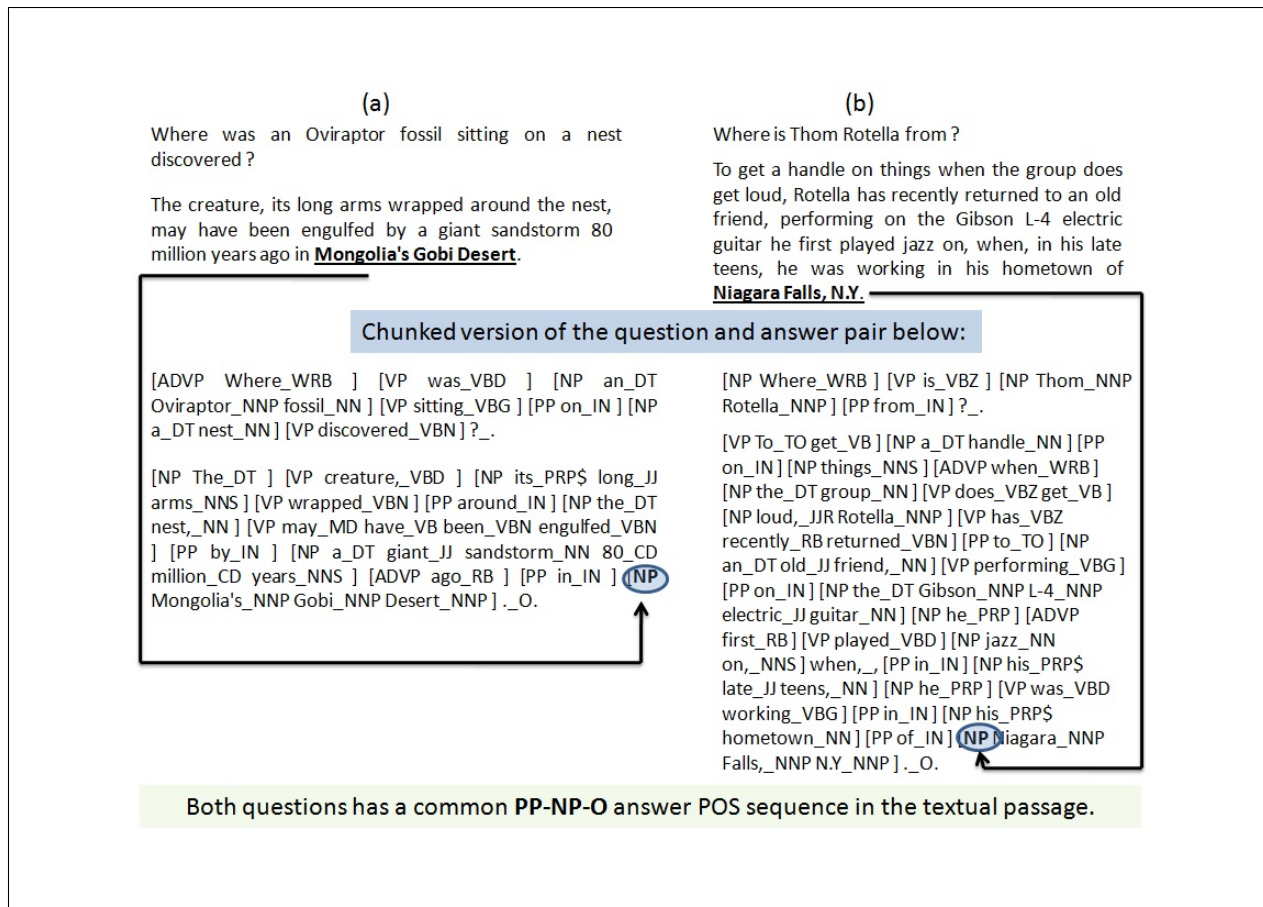 (a)
Where was an Oviraptor fossil sitting on a nest
discovered ?
The creature, its long arms wrapped around the nest,
may have been engulfed by a giant sandstorm 80
million years ago in Mongolia's Gobi Desert.
(b)
Where is Thom Rotella from ?
To get a handle on things when the group does
get loud, Rotella has recently returned to an old
friend, performing on the Gibson L-4 electric
guitar he first played jazz on, when, in his late
teens, he was working in his hometown of
Niagara Falls, N.Y.
Chunked version of the question and answer pair below:
[ADVP Where_WRB ] [VP was_VBD ] [NP an_DT
Oviraptor_NNP fossil_NN ] [VP sitting_VBG ] [PP on_IN ] [NP
a_DT nest_NN ] [VP discovered_VBN ] ?_.
[NP The_DT ] [VP creature,_VBD ] [NP its_PRP$ long_JJ
arms_NNS ] [VP wrapped_VBN ] [PP around_IN ] [NP the_DT
nest,_NN ] [VP may_MD have_VB been_VBN engulfed_VBN
] [PP by_IN ] [NP a_DT giant_JJ sandstorm_NN 80_CD
million_CD years_NNS ] [ADVP ago_RB ] [PP in_IN ] [NP
Mongolia's_NNP Gobi_NNP Desert_NNP ] ._O.
[NP Where_WRB ] [VP is_VBZ ] [NP Thom_NNP
Rotella_NNP ] [PP from_IN ] ?_.
[VP To_TO get_VB ] [NP a_DT handle_NN ] [PP
on_IN ] [NP things_NNS ] [ADVP when_WRB ]
[NP the_DT group_NN ] [VP does_VBZ get_VB ]
[NP loud,_JJR Rotella_NNP ] [VP has_VBZ
recently_RB returned_VBN ] [PP to_TO ] [NP
an_DT old_JJ friend,_NN ] [VP performing_VBG ]
[PP on_IN ] [NP the_DT Gibson_NNP L-4_NNP
electric_JJ guitar_NN ] [NP he_PRP ] [ADVP
first_RB ] [VP played_VBD ] [NP jazz_NN
on,_NNS ] when,_, [PP in_IN ] [NP his_PRP$
late_JJ teens,_NN ] [NP he_PRP ] [VP was_VBD
working_VBG ] [PP in_IN ] [NP his_PRP$
hometown_NN ] [PP of_IN ] [NP Niagara_NNP
Falls,_NNP N.Y_NNP ] ._O.
Both questions has a common PP-NP-O answer POS sequence in the textual passage.